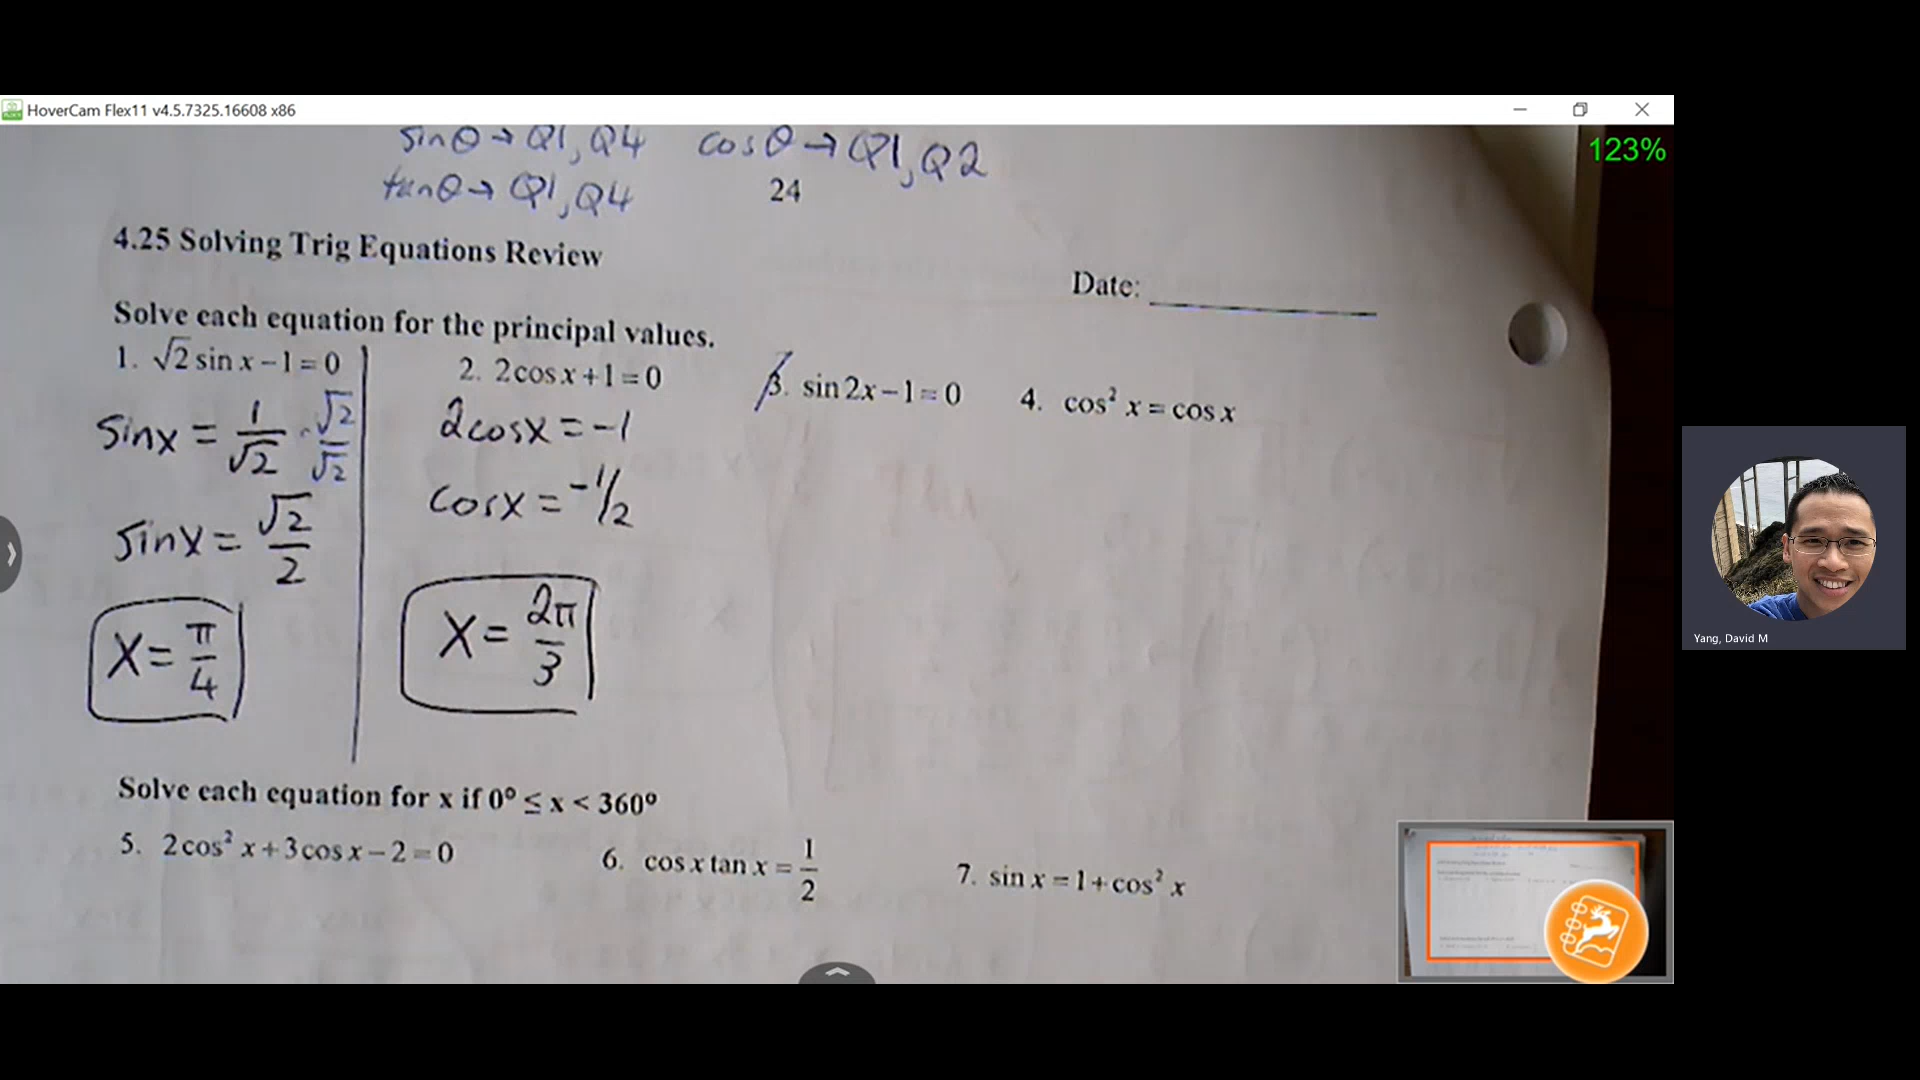 HoverCam Flex11 v4.5.7325.16608 x86
123%
sinθ → Q1, Q4 cosθ → Q1, Q2
tanθ → Q1, Q4
24
4.25 Solving Trig Equations Review
Date:
Solve each equation for the principal values.
1. √2 sin x − 1 = 0
sinx = 1/√2 · √2/√2
sinx = √2/2
x = π/4
2. 2cos x + 1 = 0
2cosx = -1
cosx = -1/2
x = 2π/3
3. sin 2x − 1 = 0
4. cos² x = cos x
Solve each equation for x if 0° ≤ x < 360°
5. 2cos² x + 3cos x − 2 = 0
6. cos x tan x = 1/2
7. sin x = 1 + cos² x
Yang, David M